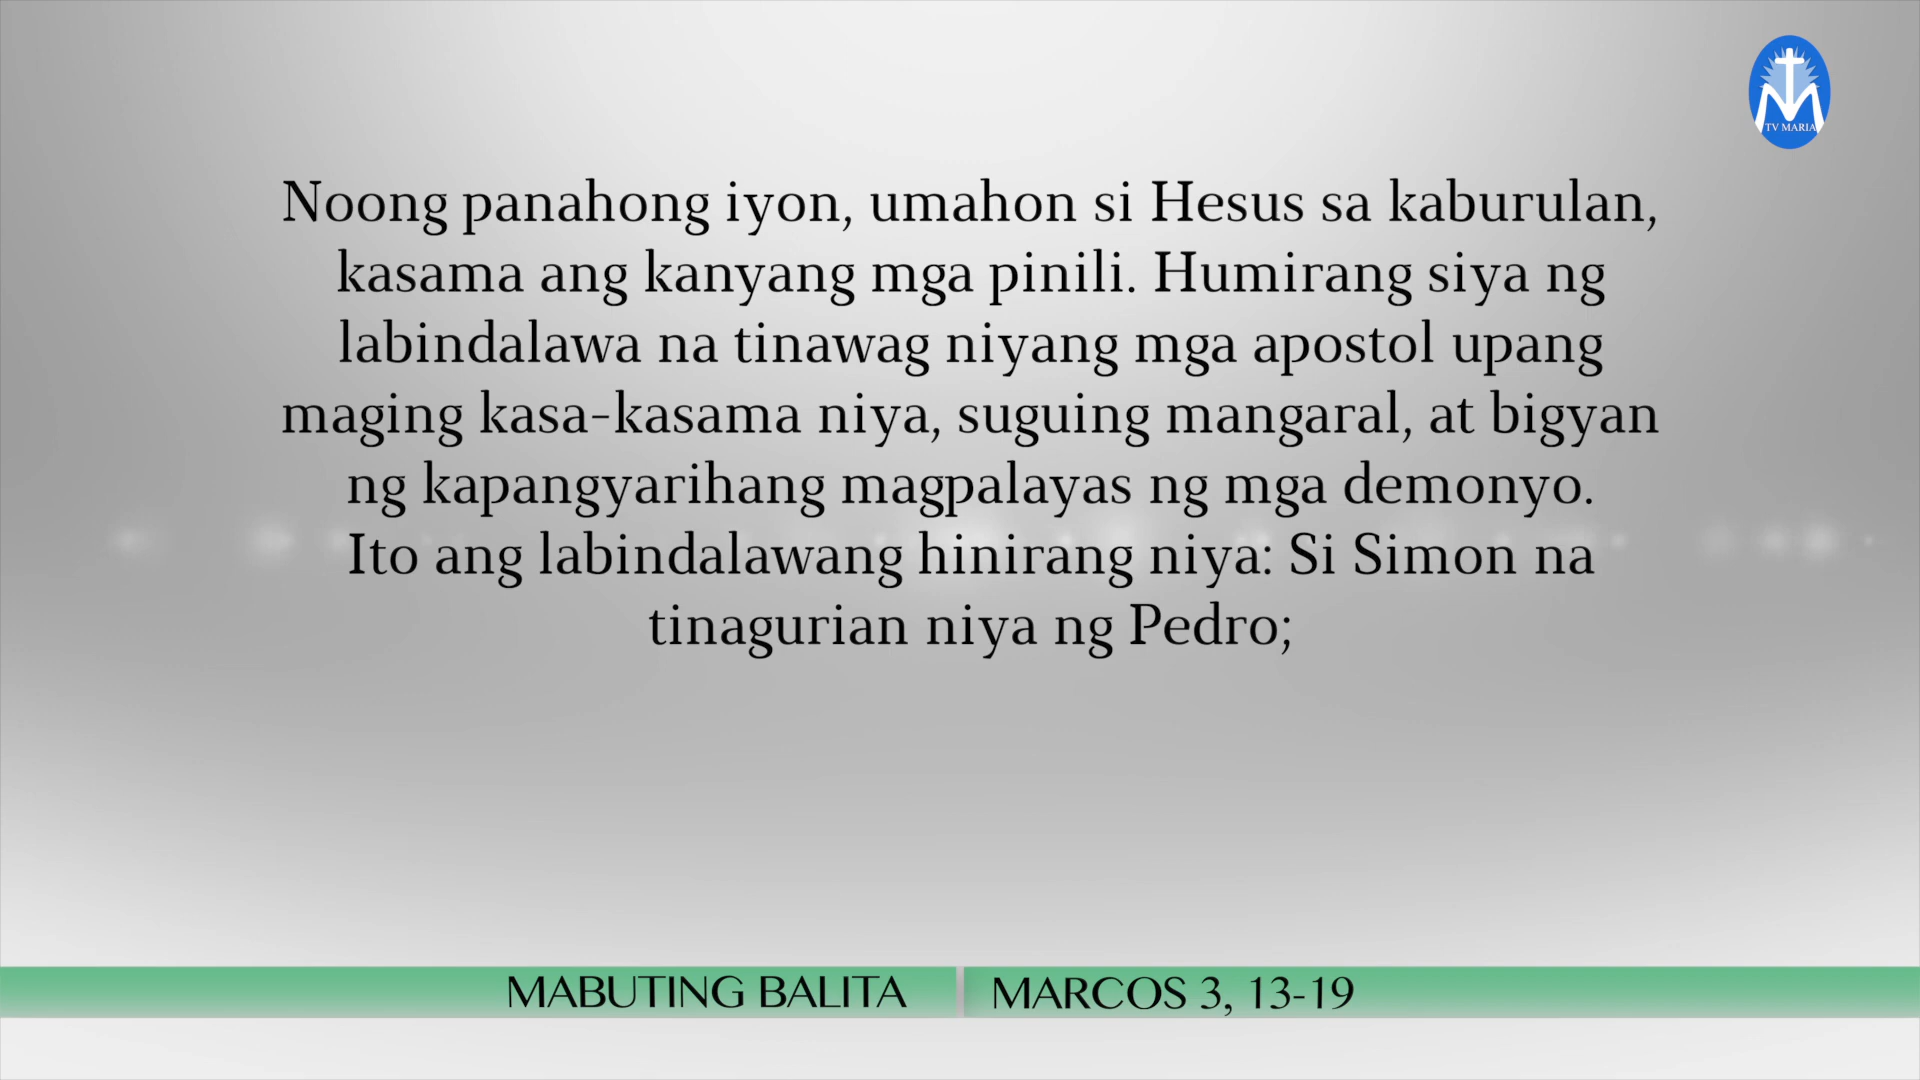 TV MARIA
Noong panahong iyon, umahon si Hesus sa kaburulan,
kasama ang kanyang mga pinili. Humirang siya ng
labindalawa na tinawag niyang mga apostol upang
maging kasa-kasama niya, suguing mangaral, at bigyan
ng kapangyarihang magpalayas ng mga demonyo.
Ito ang labindalawang hinirang niya: Si Simon na
tinagurian niya ng Pedro;
MABUTING BALITA
MARCOS 3, 13-19